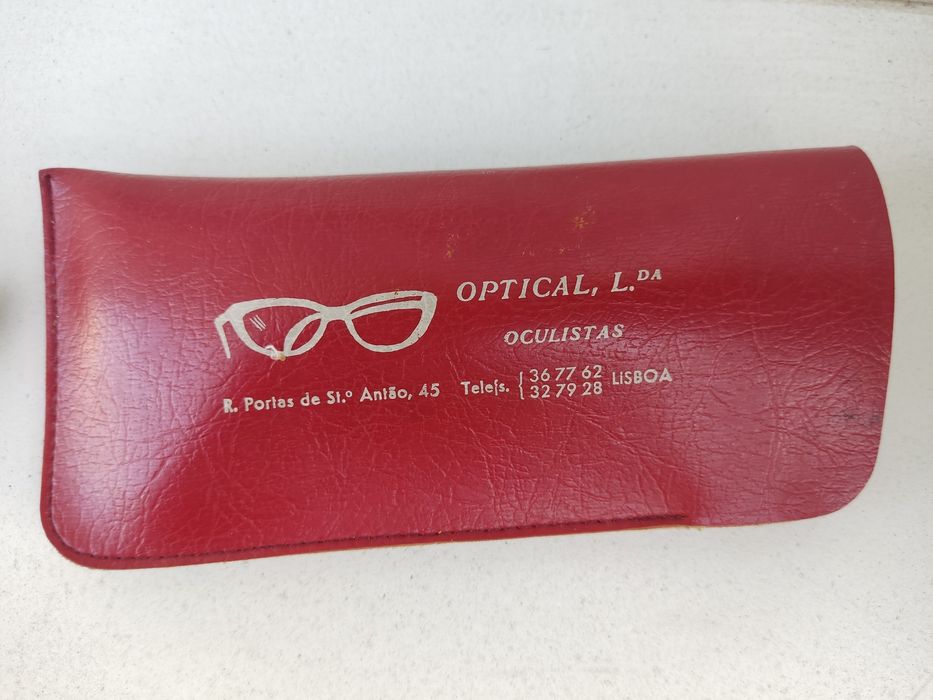 OPTICAL, L.DA
OCULISTAS
R. Portas de St.º Antão, 45 Telefs. { 36 77 62 LISBOA
32 79 28